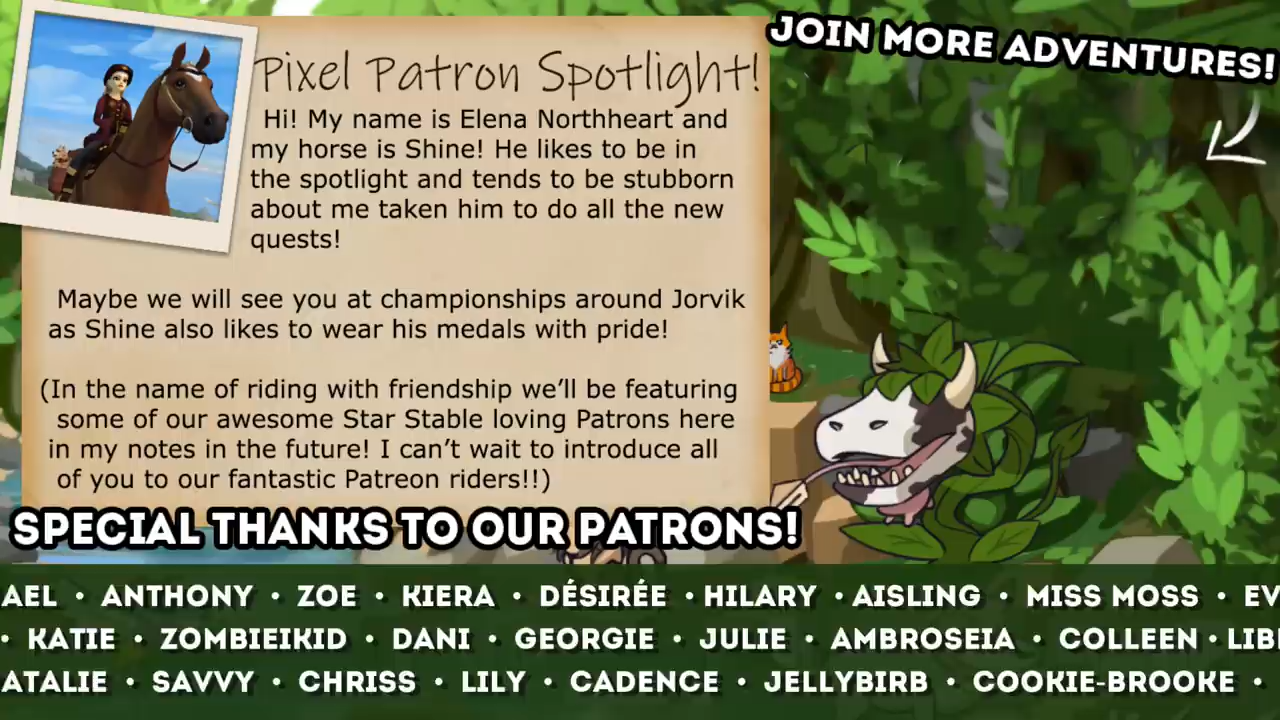 JOIN MORE ADVENTURES!
Pixel Patron Spotlight!
Hi! My name is Elena Northheart and
my horse is Shine! He likes to be in
the spotlight and tends to be stubborn
about me taken him to do all the new
quests!
Maybe we will see you at championships around Jorvik
as Shine also likes to wear his medals with pride!
(In the name of riding with friendship we’ll be featuring
some of our awesome Star Stable loving Patrons here
in my notes in the future! I can’t wait to introduce all
of you to our fantastic Patreon riders!!)
SPECIAL THANKS TO OUR PATRONS!
AEL • ANTHONY • ZOE • KIERA • DÉSIRÉE • HILARY • AISLING • MISS MOSS • EV
• KATIE • ZOMBIEIKID • DANI • GEORGIE • JULIE • AMBROSEIA • COLLEEN • LIB
ATALIE • SAVVY • CHRISS • LILY • CADENCE • JELLYBIRB • COOKIE-BROOKE •